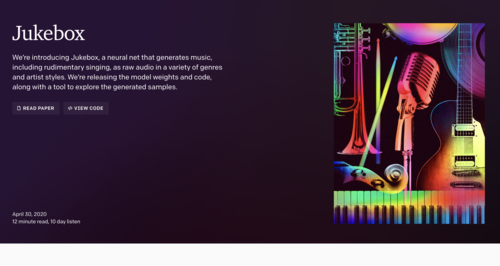 Jukebox
We're introducing Jukebox, a neural net that generates music,
including rudimentary singing, as raw audio in a variety of genres
and artist styles. We're releasing the model weights and code,
along with a tool to explore the generated samples.
READ PAPER
VIEW CODE
April 30, 2020
12 minute read, 10 day listen